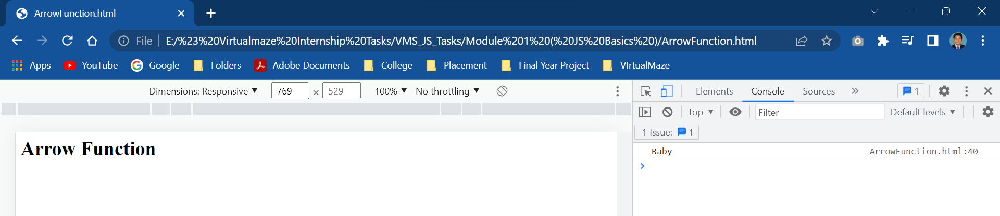 ArrowFunction.html
File E:/%23%20Virtualmaze%20Internship%20Tasks/VMS_JS_Tasks/Module%201%20(%20JS%20Basics%20)/ArrowFunction.html
Apps YouTube Google Folders Adobe Documents College Placement Final Year Project VIrtualMaze
Dimensions: Responsive ▼ 769 × 529 100% ▼ No throttling ▼
Elements Console Sources » 1
top ▼ Filter Default levels ▼
1 Issue: 1
Arrow Function
Baby ArrowFunction.html:40